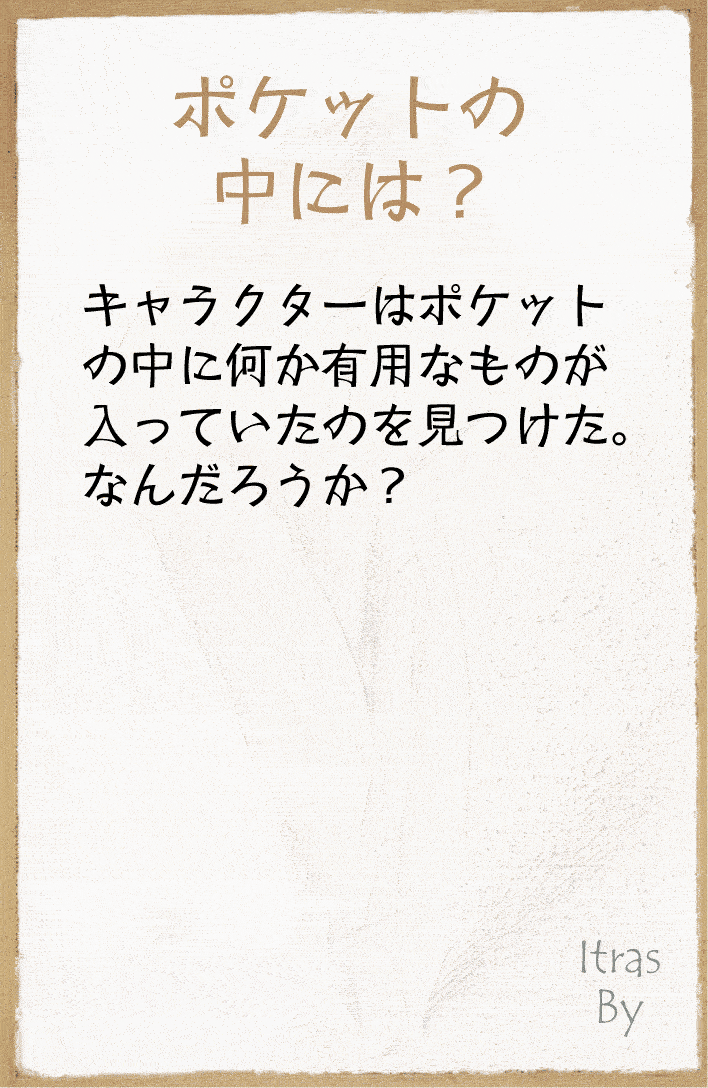 ポケットの
中には？
キャラクターはポケット
の中に何か有用なものが
入っていたのを見つけた。
なんだろうか？
Itras
By